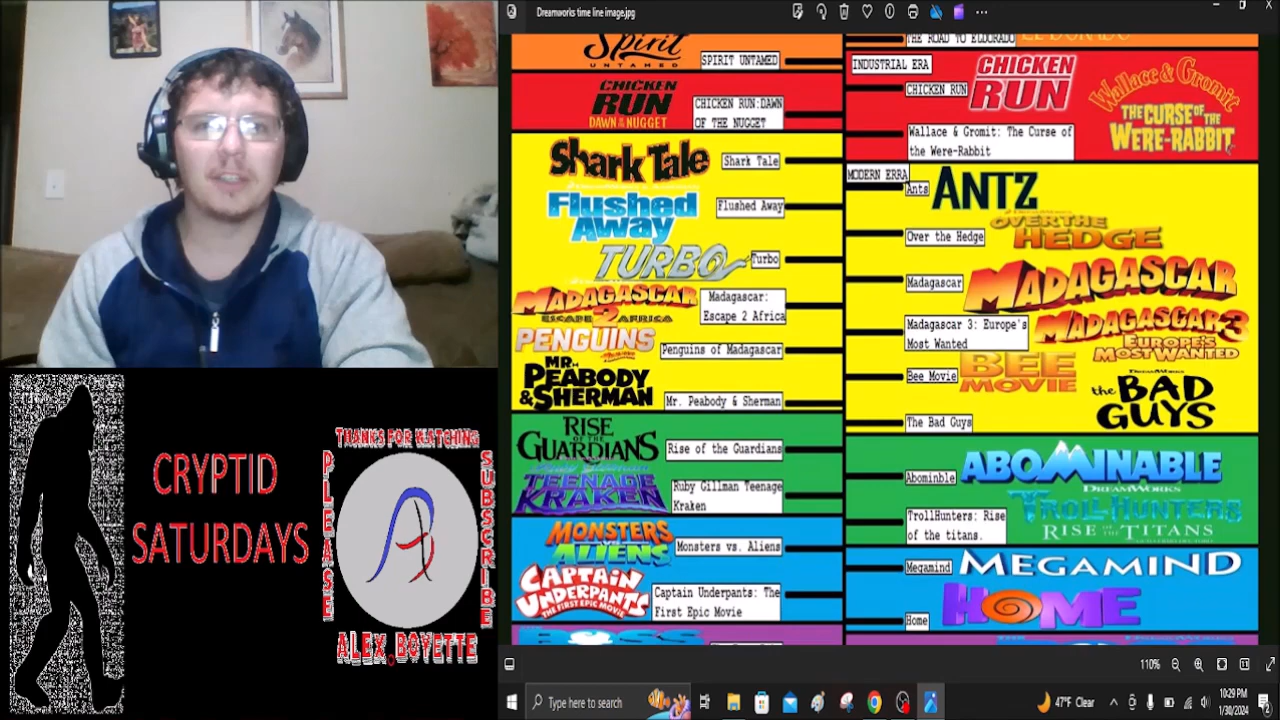 Dreamworks time line image.jpg
Spirit
UNTAMED
SPIRIT UNTAMED
CHICKEN
RUN
DAWN OF THE NUGGET
CHICKEN RUN:DAWN
OF THE NUGGET
Shark Tale
Shark Tale
Flushed
Away
Flushed Away
TURBO
Turbo
MADAGASCAR
ESCAPE 2 AFRICA
Madagascar:
Escape 2 Africa
PENGUINS
Penguins of Madagascar
MR.
PEABODY
& SHERMAN
Mr. Peabody & Sherman
RISE
OF THE
GUARDIANS
Rise of the Guardians
TEENAGE
KRAKEN
Ruby Gillman Teenage
Kraken
MONSTERS
VS
ALIENS
Monsters vs. Aliens
CAPTAIN
UNDERPANTS
THE FIRST EPIC MOVIE
Captain Underpants: The
First Epic Movie
THE ROAD TO ELDORADO
EL DORADO
INDUSTRIAL ERA
CHICKEN RUN
CHICKEN
RUN
Wallace & Gromit
THE CURSE OF THE
WERE-RABBIT
Wallace & Gromit: The Curse of
the Were-Rabbit
MODERN ERRA
Ants
ANTZ
Over the Hedge
OVER THE
HEDGE
Madagascar
MADAGASCAR
Madagascar 3: Europe's
Most Wanted
MADAGASCAR 3
EUROPE'S
MOST WANTED
Bee Movie
BEE
MOVIE
The Bad Guys
the BAD
GUYS
Abominble
ABOMINABLE
DREAMWORKS
TrollHunters: Rise
of the titans.
TROLLHUNTERS
RISE OF THE TITANS
Megamind
MEGAMIND
Home
HOME
CRYPTID
SATURDAYS
THANKS FOR WATCHING
PLEASE
SUBSCRIBE
ALEX.BOVETTE
110%
Type here to search
47°F Clear
10:29 PM
1/30/2024